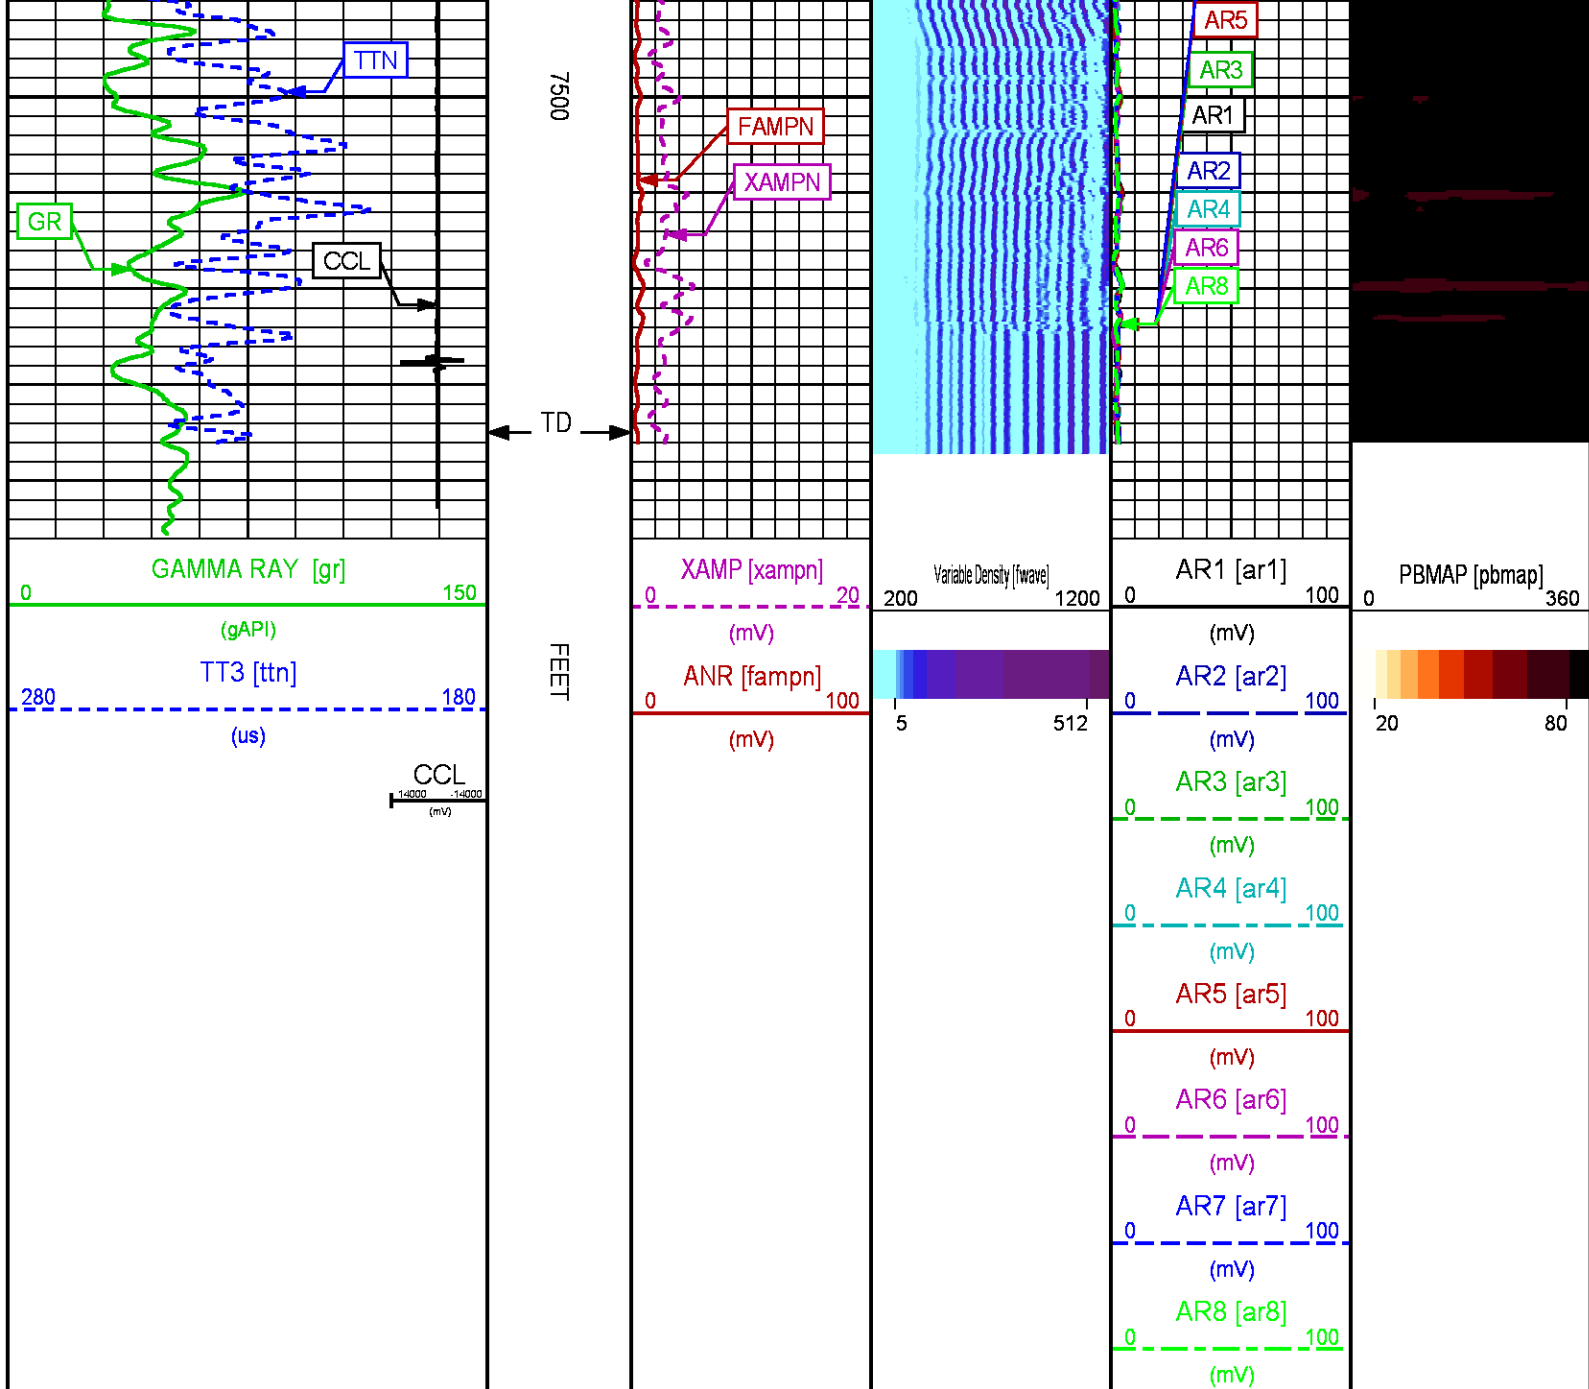 TTN
GR
CCL
7500
TD
FAMPN
XAMPN
AR5
AR3
AR1
AR2
AR4
AR6
AR8
GAMMA RAY [gr]
0 150
(gAPI)
TT3 [ttn]
280 180
(us)
CCL
14000 -14000
(mV)
FEET
XAMP [xampn]
0 20
(mV)
ANR [fampn]
0 100
(mV)
Variable Density [fwave]
200 1200
5 512
AR1 [ar1]
0 100
(mV)
AR2 [ar2]
0 100
(mV)
AR3 [ar3]
0 100
(mV)
AR4 [ar4]
0 100
(mV)
AR5 [ar5]
0 100
(mV)
AR6 [ar6]
0 100
(mV)
AR7 [ar7]
0 100
(mV)
AR8 [ar8]
0 100
(mV)
PBMAP [pbmap]
0 360
20 80